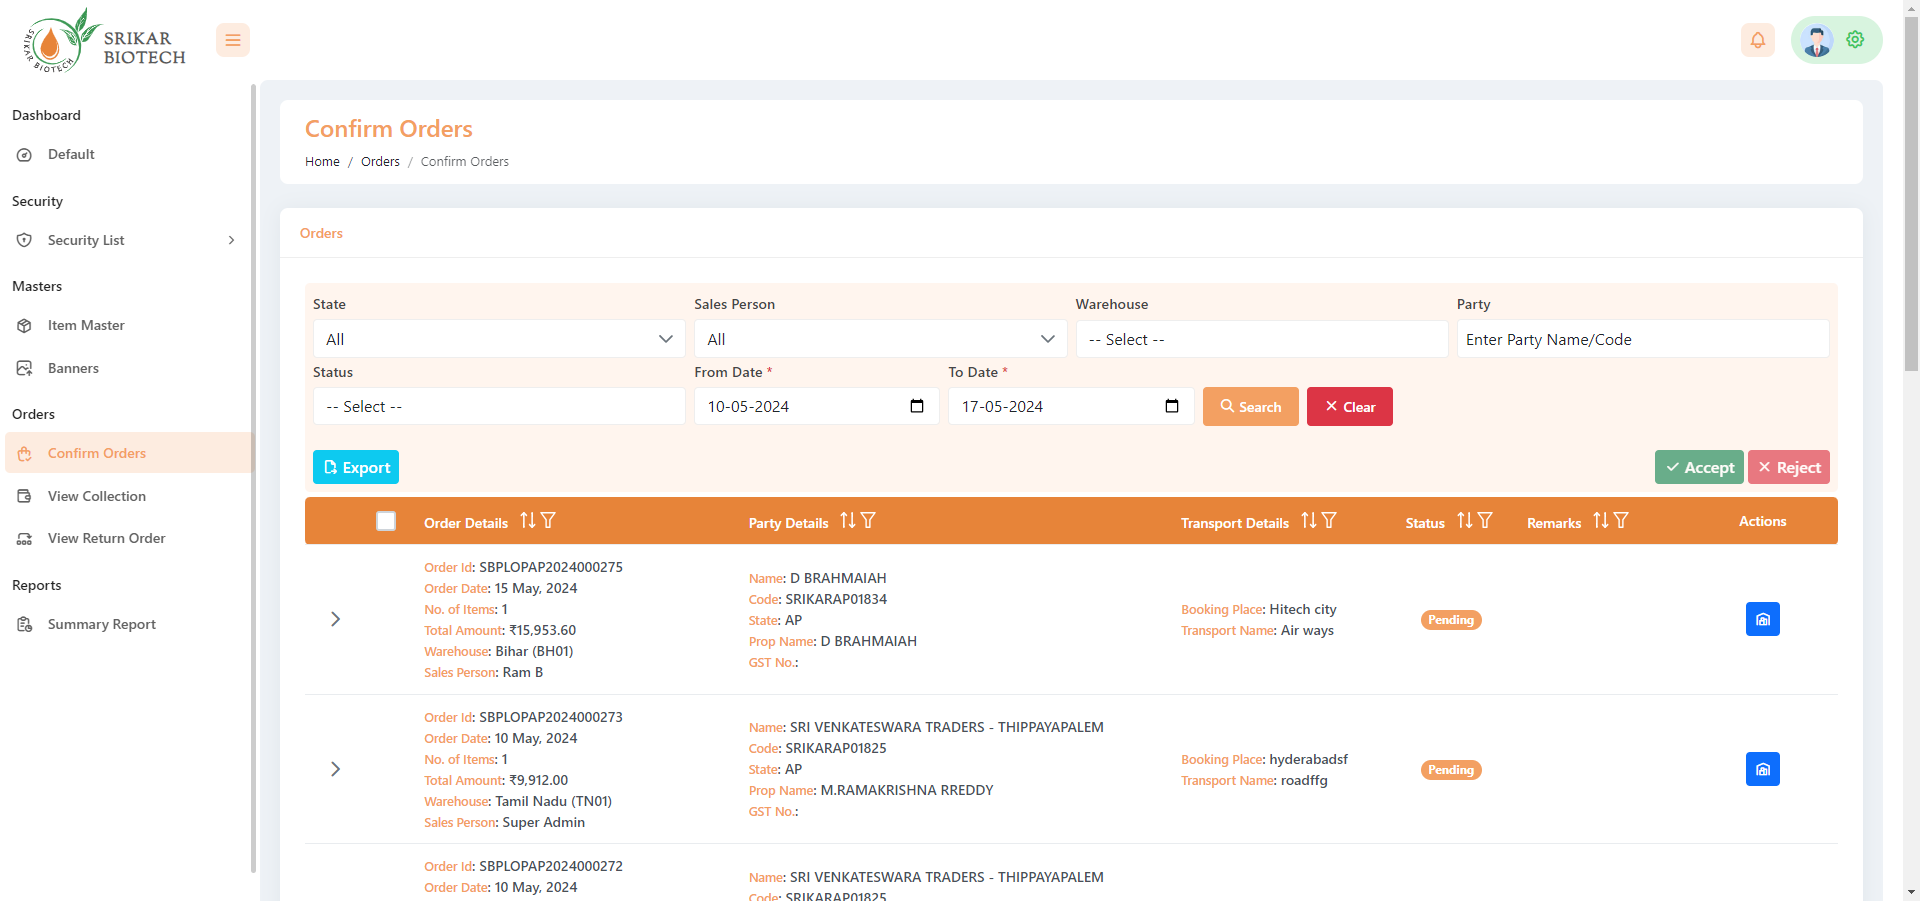 SRIKAR BIOTECH
SRIKAR
BIOTECH
Dashboard
Default
Security
Security List
Masters
Item Master
Banners
Orders
Confirm Orders
View Collection
View Return Order
Reports
Summary Report
Confirm Orders
Home / Orders / Confirm Orders
Orders
State Sales Person Warehouse Party
All All -- Select -- Enter Party Name/Code
Status From Date * To Date *
-- Select -- 10-05-2024 17-05-2024 Search Clear
Export Accept Reject
Order Details Party Details Transport Details Status Remarks Actions
Order Id: SBPLOPAP2024000275
Order Date: 15 May, 2024
No. of Items: 1
Total Amount: ₹15,953.60
Warehouse: Bihar (BH01)
Sales Person: Ram B
Name: D BRAHMAIAH
Code: SRIKARAP01834
State: AP
Prop Name: D BRAHMAIAH
GST No.:
Booking Place: Hitech city
Transport Name: Air ways
Pending
Order Id: SBPLOPAP2024000273
Order Date: 10 May, 2024
No. of Items: 1
Total Amount: ₹9,912.00
Warehouse: Tamil Nadu (TN01)
Sales Person: Super Admin
Name: SRI VENKATESWARA TRADERS - THIPPAYAPALEM
Code: SRIKARAP01825
State: AP
Prop Name: M.RAMAKRISHNA RREDDY
GST No.:
Booking Place: hyderabadsf
Transport Name: roadffg
Pending
Order Id: SBPLOPAP2024000272
Order Date: 10 May, 2024
Name: SRI VENKATESWARA TRADERS - THIPPAYAPALEM
Code: SRIKARAP01825